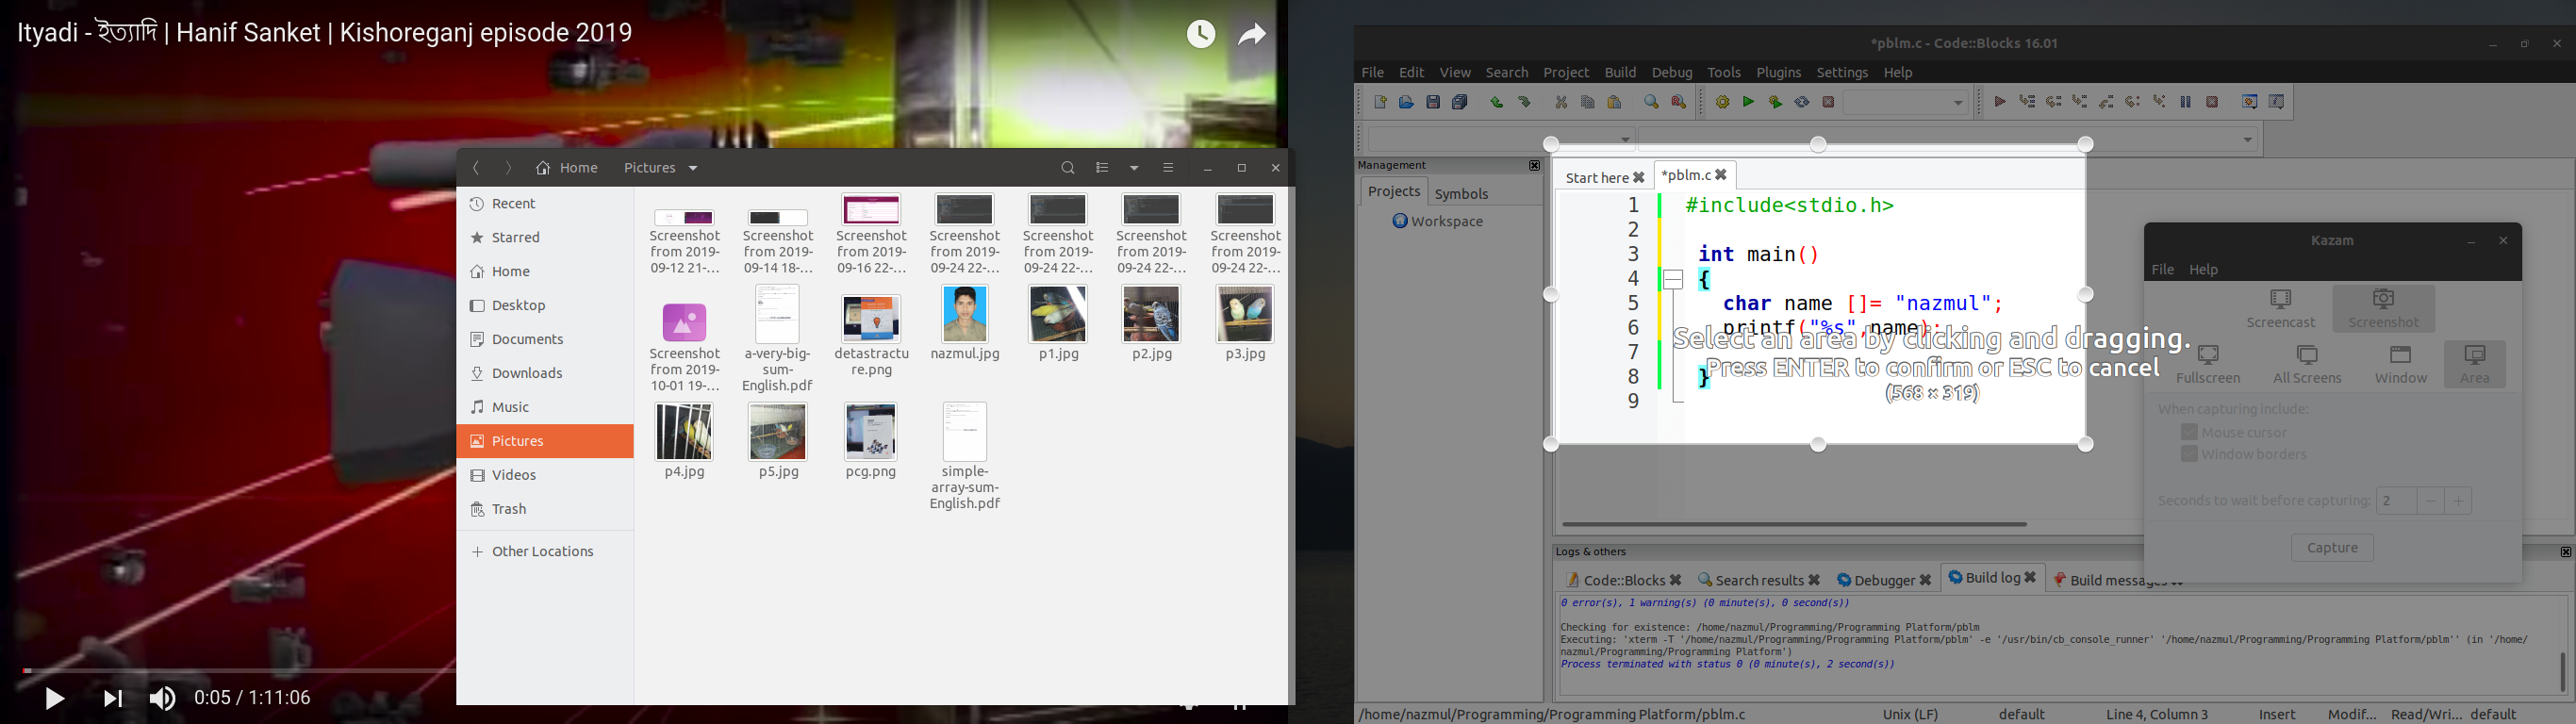 Ityadi - ইত্যাদি | Hanif Sanket | Kishoreganj episode 2019
0:05 / 1:11:06
Home
Pictures
Recent
Starred
Home
Desktop
Documents
Downloads
Music
Pictures
Videos
Trash
Other Locations
Screenshot from 2019-09-12 21-...
Screenshot from 2019-09-14 18-...
Screenshot from 2019-09-16 22-...
Screenshot from 2019-09-24 22-...
Screenshot from 2019-09-24 22-...
Screenshot from 2019-09-24 22-...
Screenshot from 2019-09-24 22-...
Screenshot from 2019-10-01 19-...
a-very-big-sum-English.pdf
detastructure.png
nazmul.jpg
p1.jpg
p2.jpg
p3.jpg
p4.jpg
p5.jpg
pcg.png
simple-array-sum-English.pdf
*pblm.c - Code::Blocks 16.01
File Edit View Search Project Build Debug Tools Plugins Settings Help
Management
Projects Symbols
Workspace
Start here *pblm.c
1 #include<stdio.h>
2
3 int main()
4 {
5 char name []= "nazmul";
6 printf("%s",name);
7
8 }
9
Select an area by clicking and dragging.
Press ENTER to confirm or ESC to cancel
(568 × 319)
Kazam
File Help
Screencast Screenshot
Fullscreen All Screens Window Area
When capturing include:
Mouse cursor
Window borders
Seconds to wait before capturing: 2
Capture
Logs & others
Code::Blocks Search results Debugger Build log Build messages
0 error(s), 1 warning(s) (0 minute(s), 0 second(s))
Checking for existence: /home/nazmul/Programming/Programming Platform/pblm
Executing: 'xterm -T '/home/nazmul/Programming/Programming Platform/pblm' -e '/usr/bin/cb_console_runner' '/home/nazmul/Programming/Programming Platform/pblm'' (in '/home/
nazmul/Programming/Programming Platform')
Process terminated with status 0 (0 minute(s), 2 second(s))
/home/nazmul/Programming/Programming Platform/pblm.c Unix (LF) default Line 4, Column 3 Insert Modif... Read/Wri... default